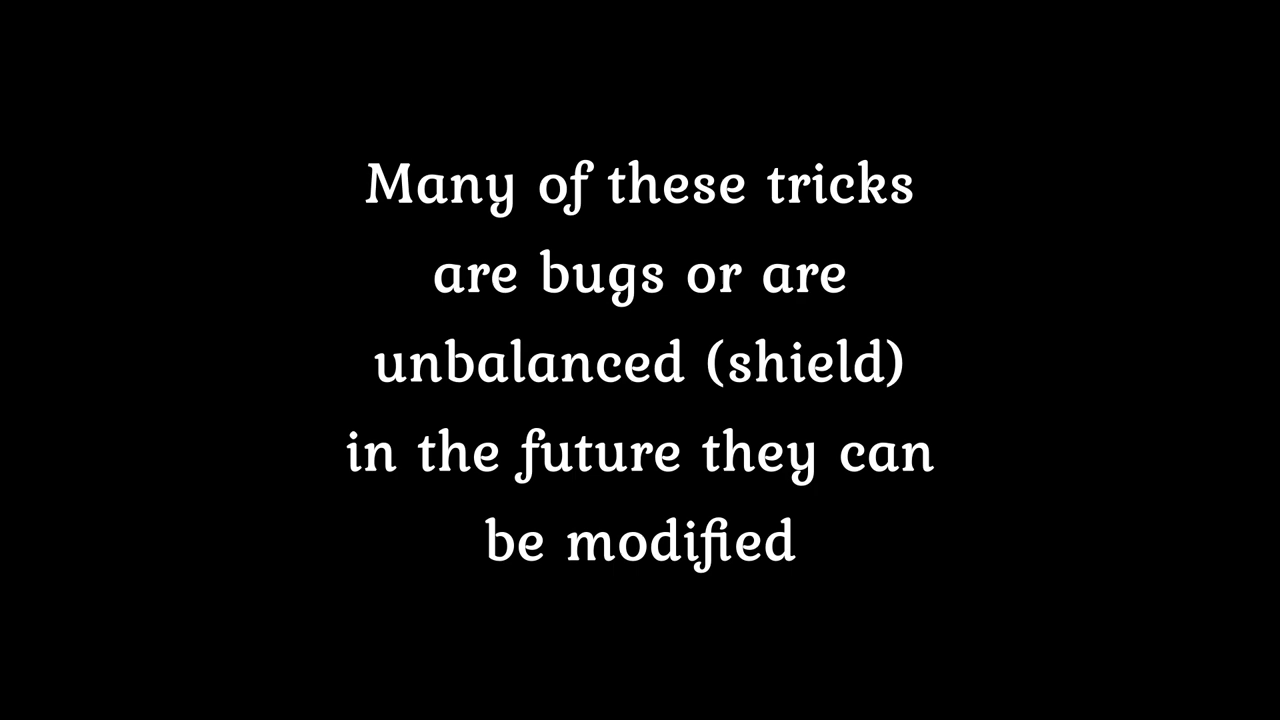 Many of these tricks
are bugs or are
unbalanced (shield)
in the future they can
be modified